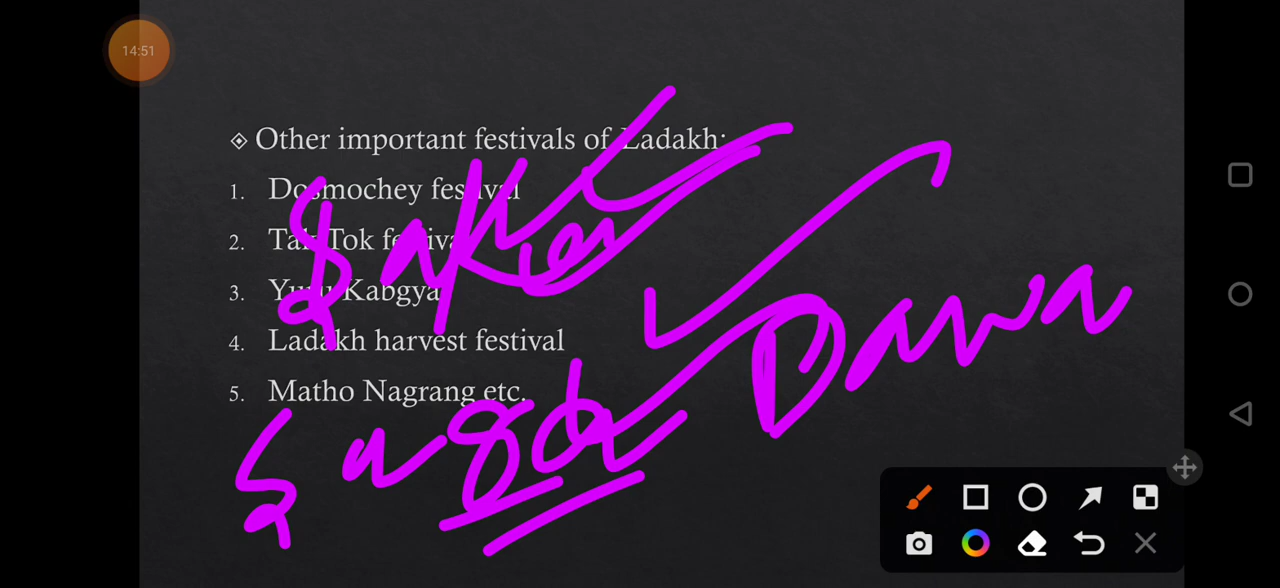 14:51
Other important festivals of Ladakh:
1. Dosmochey festival
2. Tak Tok festival
3. Yuru Kabgyat
4. Ladakh harvest festival
5. Matho Nagrang etc.
Dawa